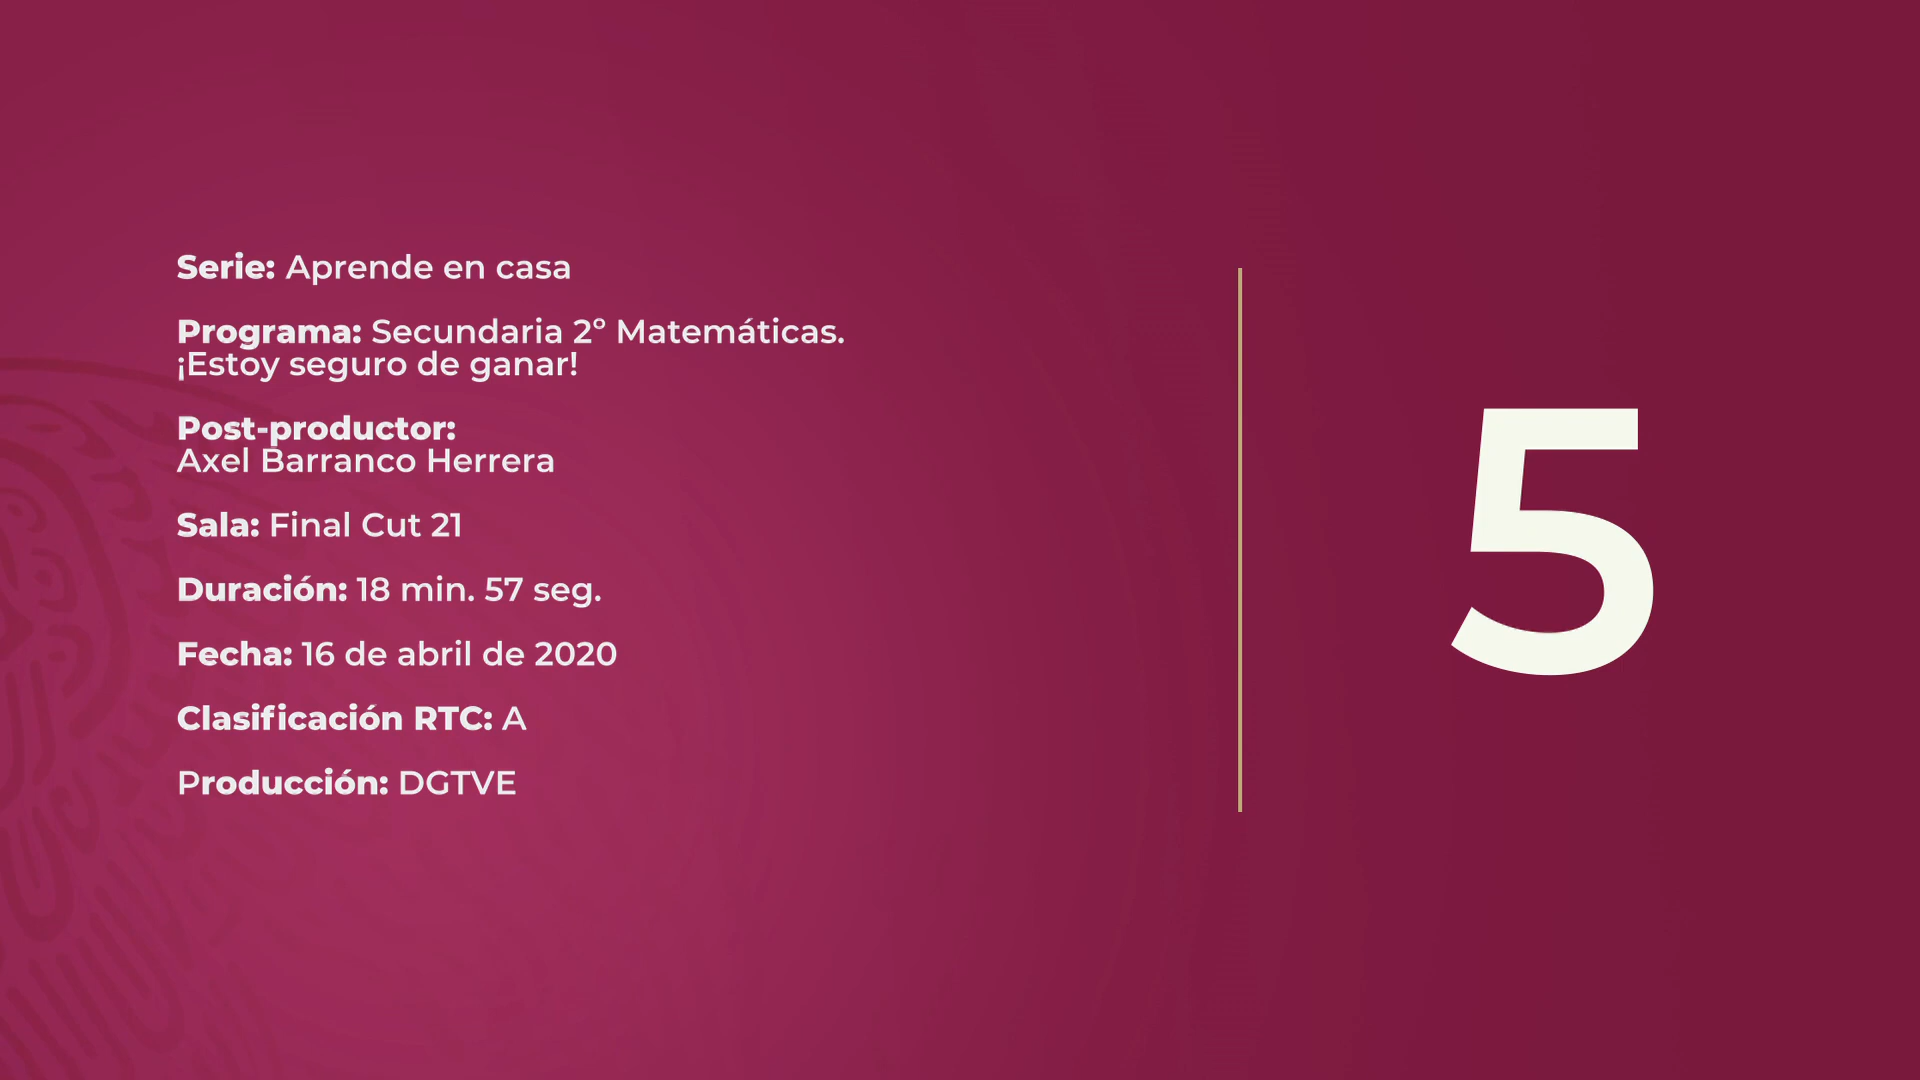 Serie: Aprende en casa
Programa: Secundaria 2º Matemáticas.
¡Estoy seguro de ganar!
Post-productor:
Axel Barranco Herrera
Sala: Final Cut 21
Duración: 18 min. 57 seg.
Fecha: 16 de abril de 2020
Clasificación RTC: A
Producción: DGTVE
5